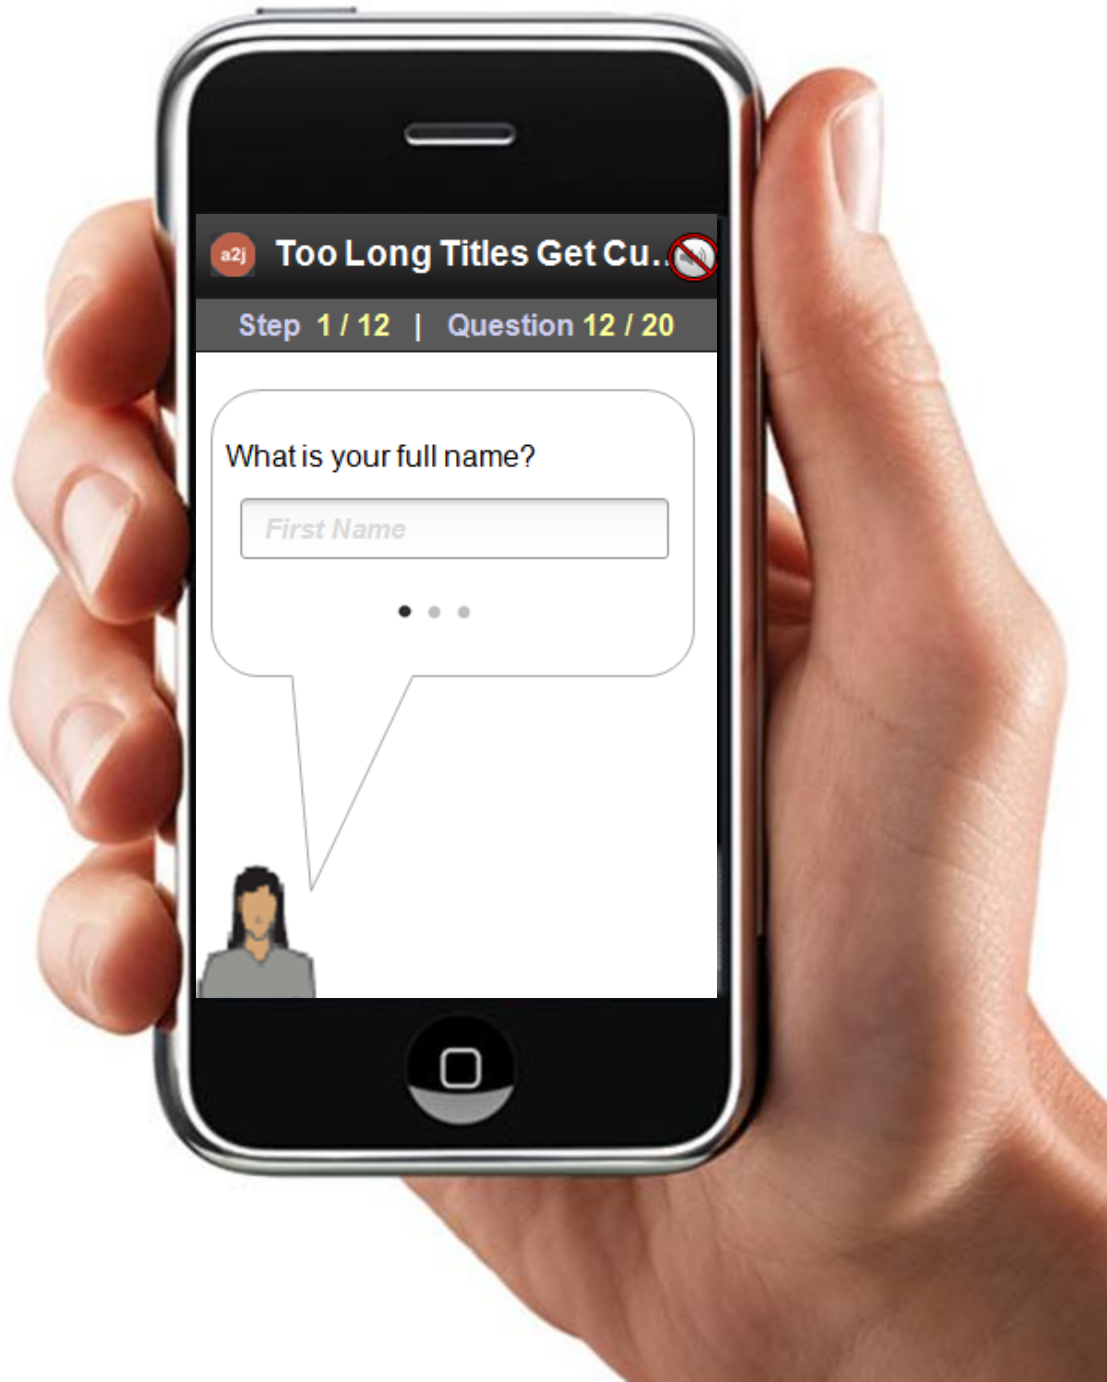 a2j Too Long Titles Get Cu..
Step 1 / 12 | Question 12 / 20
What is your full name?
First Name